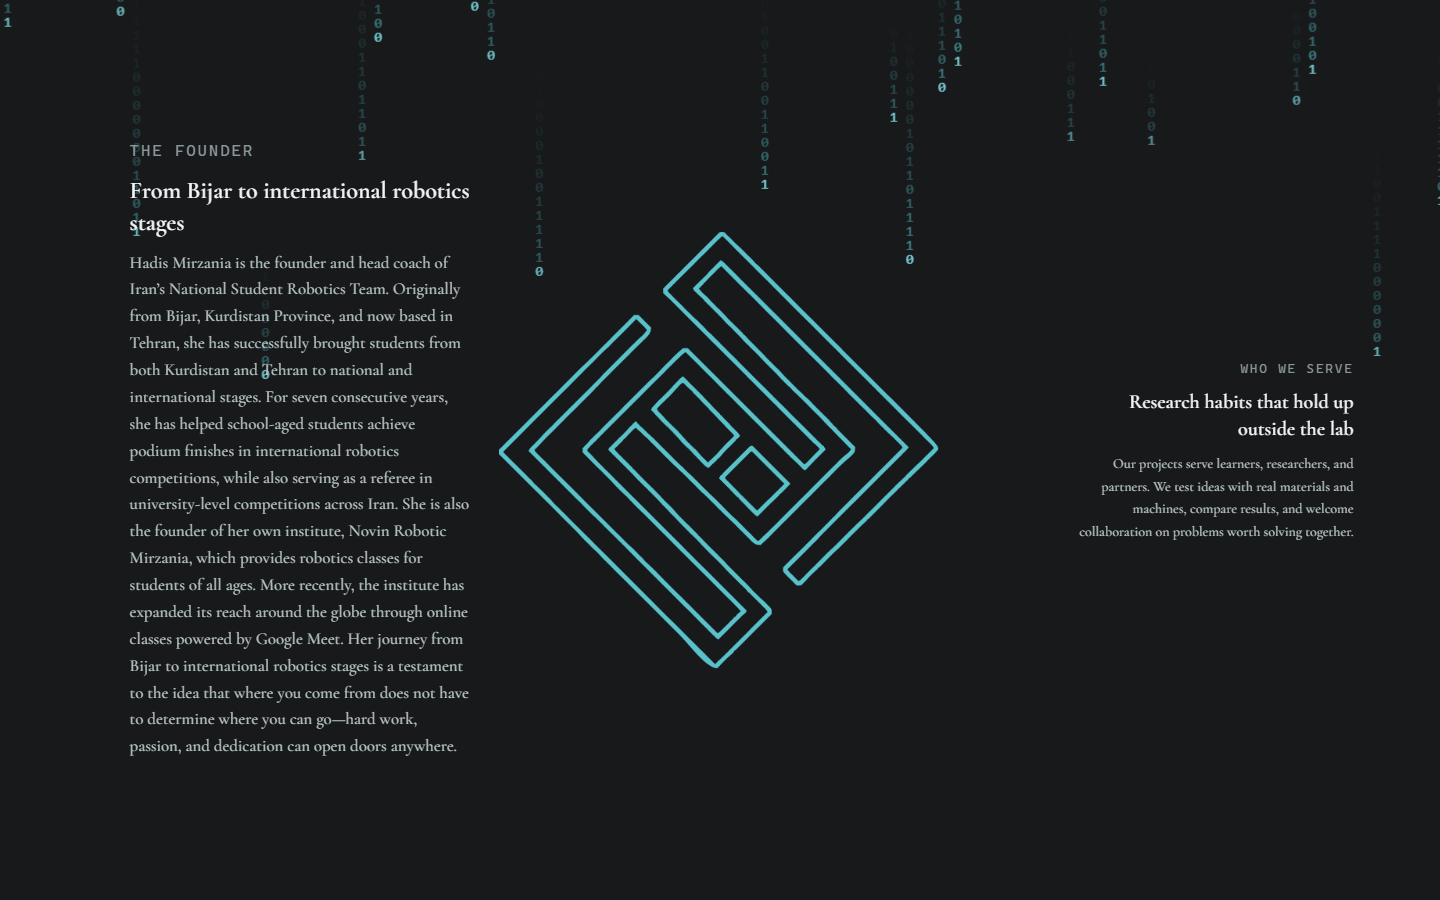 THE FOUNDER
From Bijar to international robotics
stages
Hadis Mirzania is the founder and head coach of
Iran’s National Student Robotics Team. Originally
from Bijar, Kurdistan Province, and now based in
Tehran, she has successfully brought students from
both Kurdistan and Tehran to national and
international stages. For seven consecutive years,
she has helped school-aged students achieve
podium finishes in international robotics
competitions, while also serving as a referee in
university-level competitions across Iran. She is also
the founder of her own institute, Novin Robotic
Mirzania, which provides robotics classes for
students of all ages. More recently, the institute has
expanded its reach around the globe through online
classes powered by Google Meet. Her journey from
Bijar to international robotics stages is a testament
to the idea that where you come from does not have
to determine where you can go—hard work,
passion, and dedication can open doors anywhere.
WHO WE SERVE
Research habits that hold up
outside the lab
Our projects serve learners, researchers, and
partners. We test ideas with real materials and
machines, compare results, and welcome
collaboration on problems worth solving together.